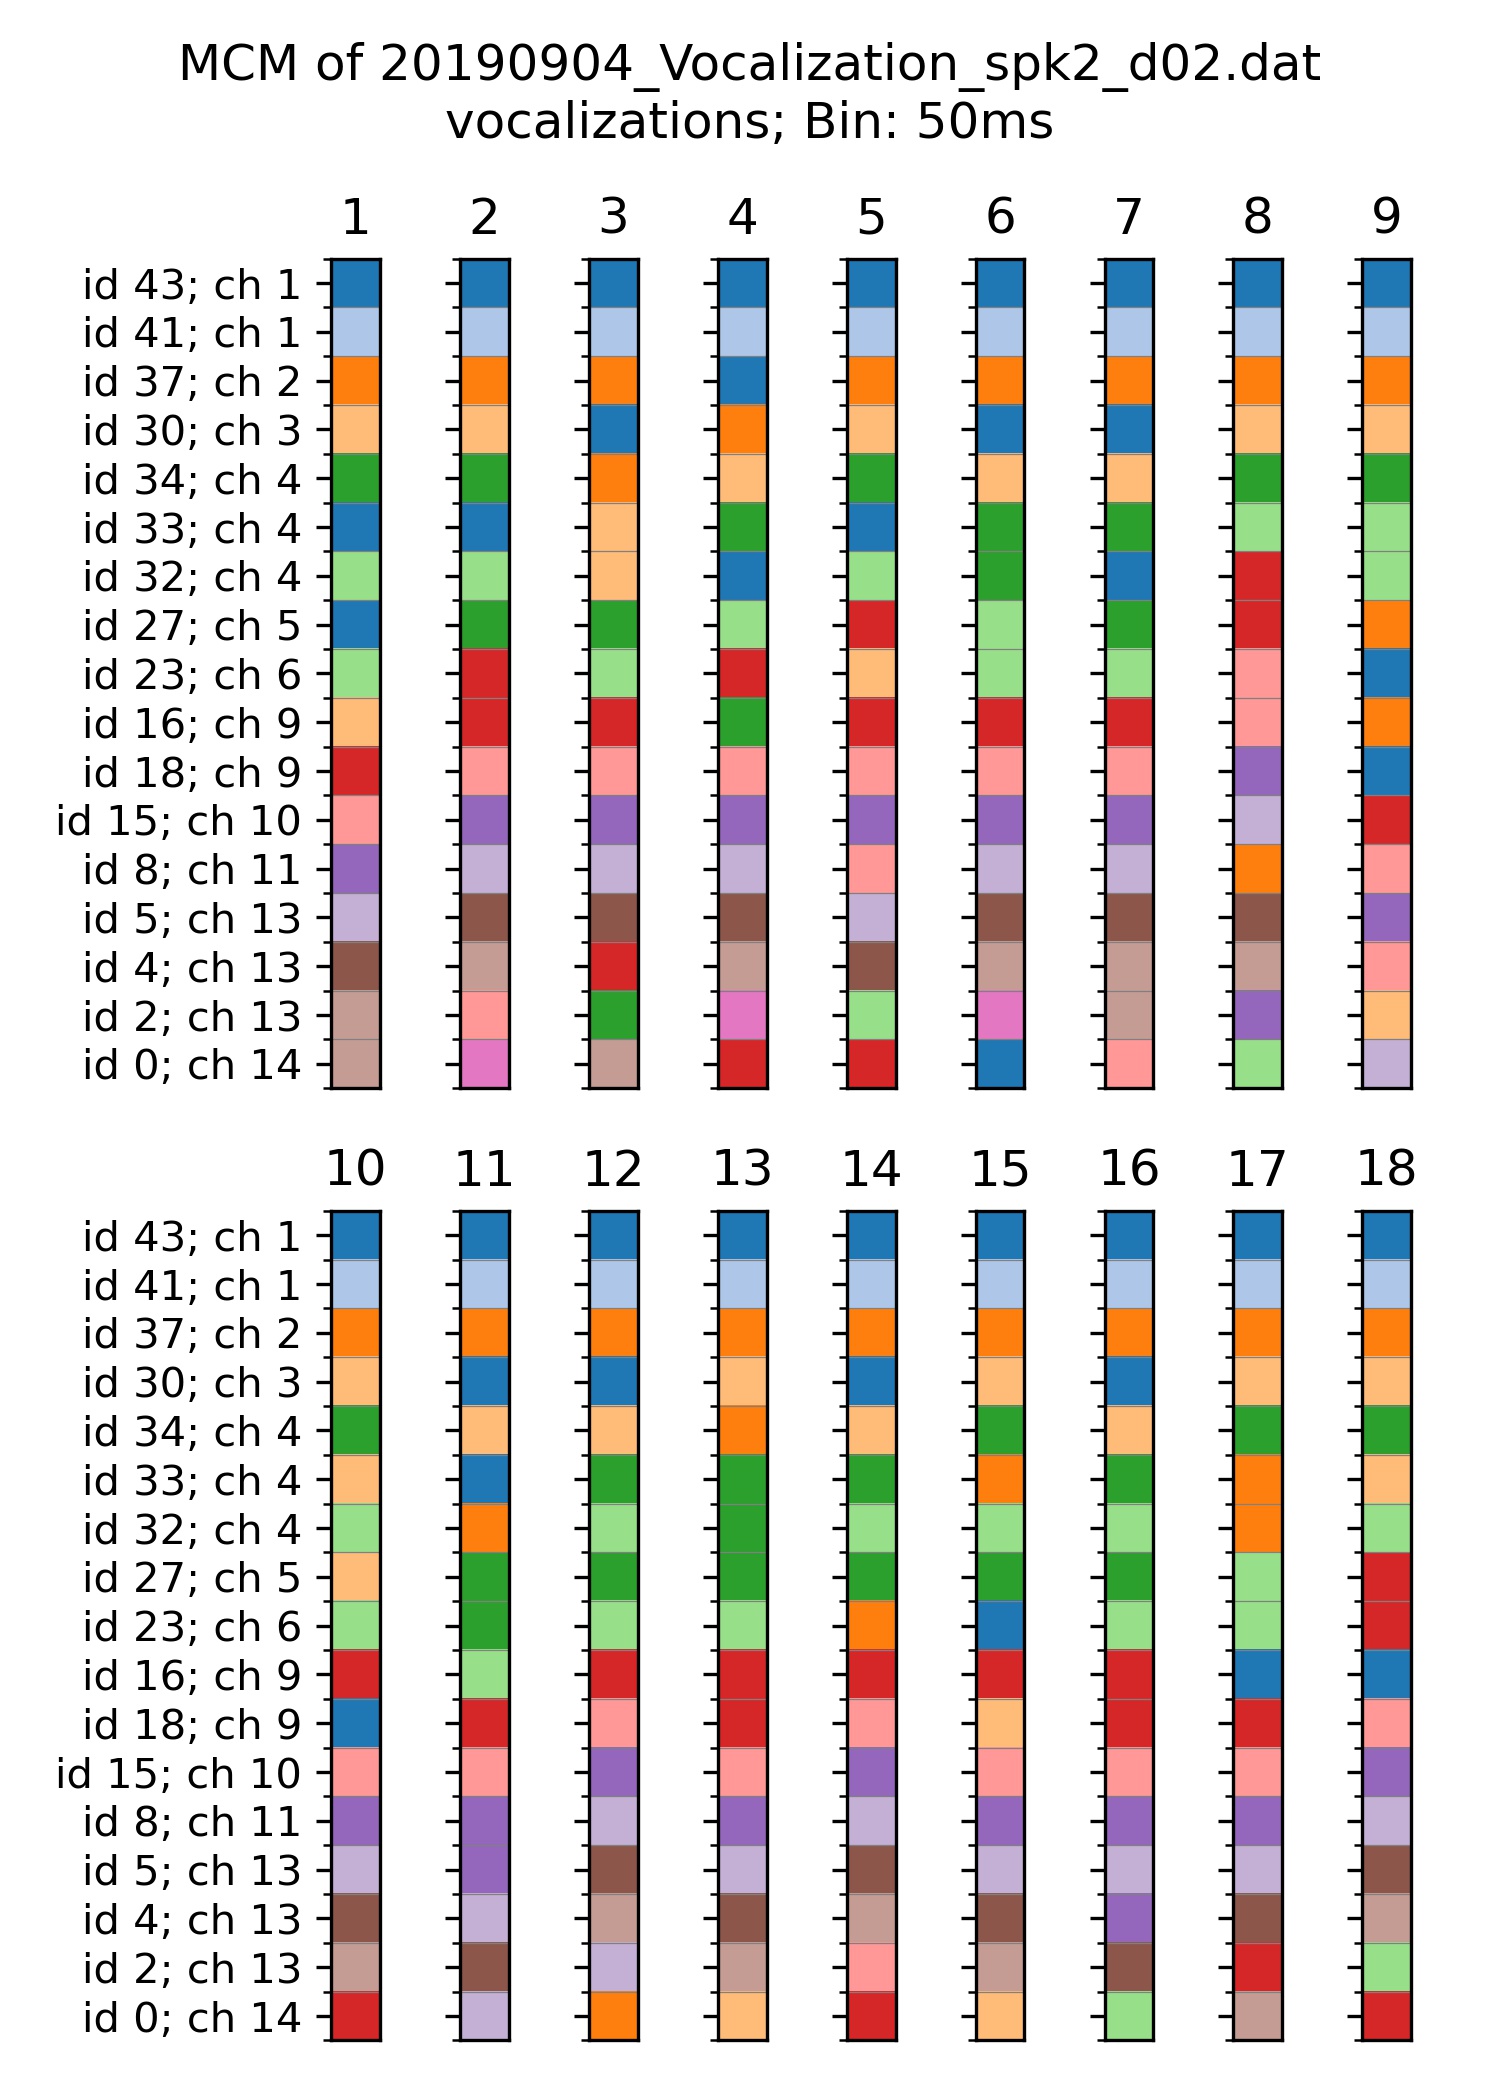 MCM of 20190904_Vocalization_spk2_d02.dat
vocalizations; Bin: 50ms
1 2 3 4 5 6 7 8 9
id 43; ch 1
id 41; ch 1
id 37; ch 2
id 30; ch 3
id 34; ch 4
id 33; ch 4
id 32; ch 4
id 27; ch 5
id 23; ch 6
id 16; ch 9
id 18; ch 9
id 15; ch 10
id 8; ch 11
id 5; ch 13
id 4; ch 13
id 2; ch 13
id 0; ch 14
10 11 12 13 14 15 16 17 18
id 43; ch 1
id 41; ch 1
id 37; ch 2
id 30; ch 3
id 34; ch 4
id 33; ch 4
id 32; ch 4
id 27; ch 5
id 23; ch 6
id 16; ch 9
id 18; ch 9
id 15; ch 10
id 8; ch 11
id 5; ch 13
id 4; ch 13
id 2; ch 13
id 0; ch 14